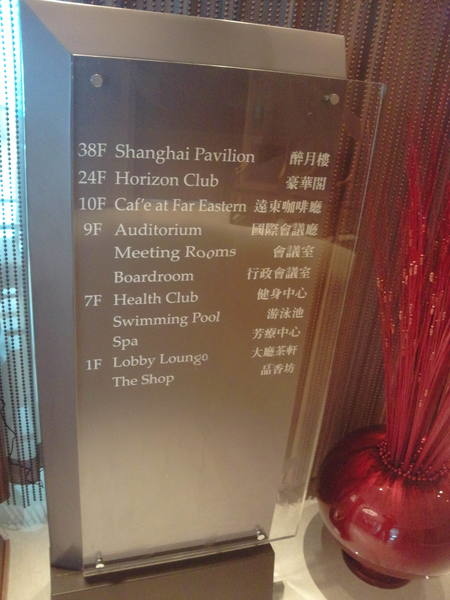 38F Shanghai Pavilion 醉月樓
24F Horizon Club 豪華閣
10F Caf'e at Far Eastern 遠東咖啡廳
9F Auditorium 國際會議廳
Meeting Rooms 會議室
Boardroom 行政會議室
7F Health Club 健身中心
Swimming Pool 游泳池
Spa 芳療中心
1F Lobby Lounge 大廳茶軒
The Shop 品香坊